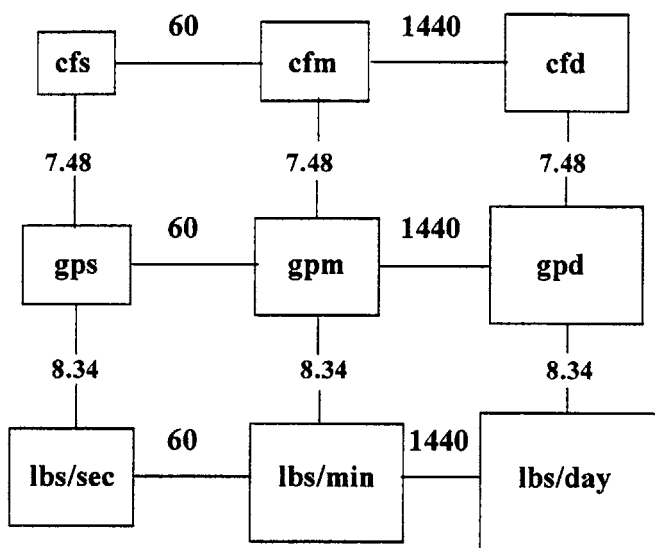 60 1440
cfs cfm cfd
7.48 7.48 7.48
60 1440
gps gpm gpd
8.34 8.34 8.34
60 1440
lbs/sec lbs/min lbs/day